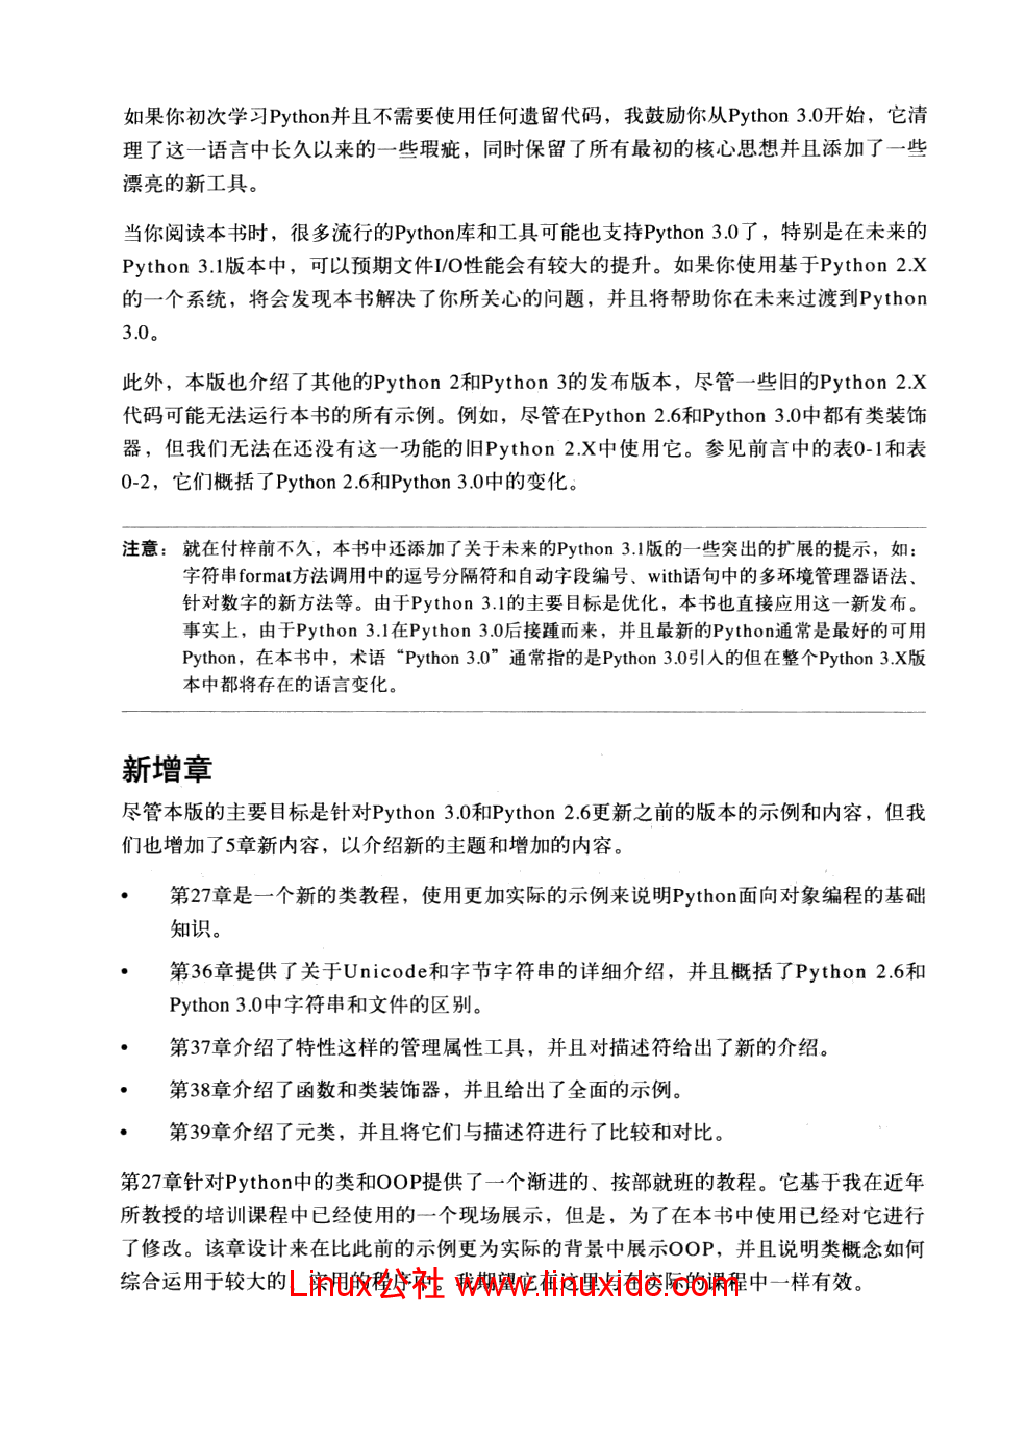 如果你初次学习Python并且不需要使用任何遗留代码，我鼓励你从Python 3.0开始，它清
理了这一语言中长久以来的一些瑕疵，同时保留了所有最初的核心思想并且添加了一些
漂亮的新工具。
当你阅读本书时，很多流行的Python库和工具可能也支持Python 3.0了，特别是在未来的
Python 3.1版本中，可以预期文件I/O性能会有较大的提升。如果你使用基于Python 2.X
的一个系统，将会发现本书解决了你所关心的问题，并且将帮助你在未来过渡到Python
3.0。
此外，本版也介绍了其他的Python 2和Python 3的发布版本，尽管一些旧的Python 2.X
代码可能无法运行本书的所有示例。例如，尽管在Python 2.6和Python 3.0中都有类装饰
器，但我们无法在还没有这一功能的旧Python 2.X中使用它。参见前言中的表0-1和表
0-2，它们概括了Python 2.6和Python 3.0中的变化。
注意： 就在付梓前不久，本书中还添加了关于未来的Python 3.1版的一些突出的扩展的提示，如：
字符串format方法调用中的逗号分隔符和自动字段编号、with语句中的多环境管理器语法、
针对数字的新方法等。由于Python 3.1的主要目标是优化，本书也直接应用这一新发布。
事实上，由于Python 3.1在Python 3.0后接踵而来，并且最新的Python通常是最好的可用
Python，在本书中，术语“Python 3.0”通常指的是Python 3.0引入的但在整个Python 3.X版
本中都将存在的语言变化。
新增章
尽管本版的主要目标是针对Python 3.0和Python 2.6更新之前的版本的示例和内容，但我
们也增加了5章新内容，以介绍新的主题和增加的内容。
• 第27章是一个新的类教程，使用更加实际的示例来说明Python面向对象编程的基础
知识。
• 第36章提供了关于Unicode和字节字符串的详细介绍，并且概括了Python 2.6和
Python 3.0中字符串和文件的区别。
• 第37章介绍了特性这样的管理属性工具，并且对描述符给出了新的介绍。
• 第38章介绍了函数和类装饰器，并且给出了全面的示例。
• 第39章介绍了元类，并且将它们与描述符进行了比较和对比。
第27章针对Python中的类和OOP提供了一个渐进的、按部就班的教程。它基于我在近年
所教授的培训课程中已经使用的一个现场展示，但是，为了在本书中使用已经对它进行
了修改。该章设计来在比此前的示例更为实际的背景中展示OOP，并且说明类概念如何
综合运用于较大的、实用的程序中。我期望它在这里与在实际的课程中一样有效。
Linux公社 www.linuxidc.com